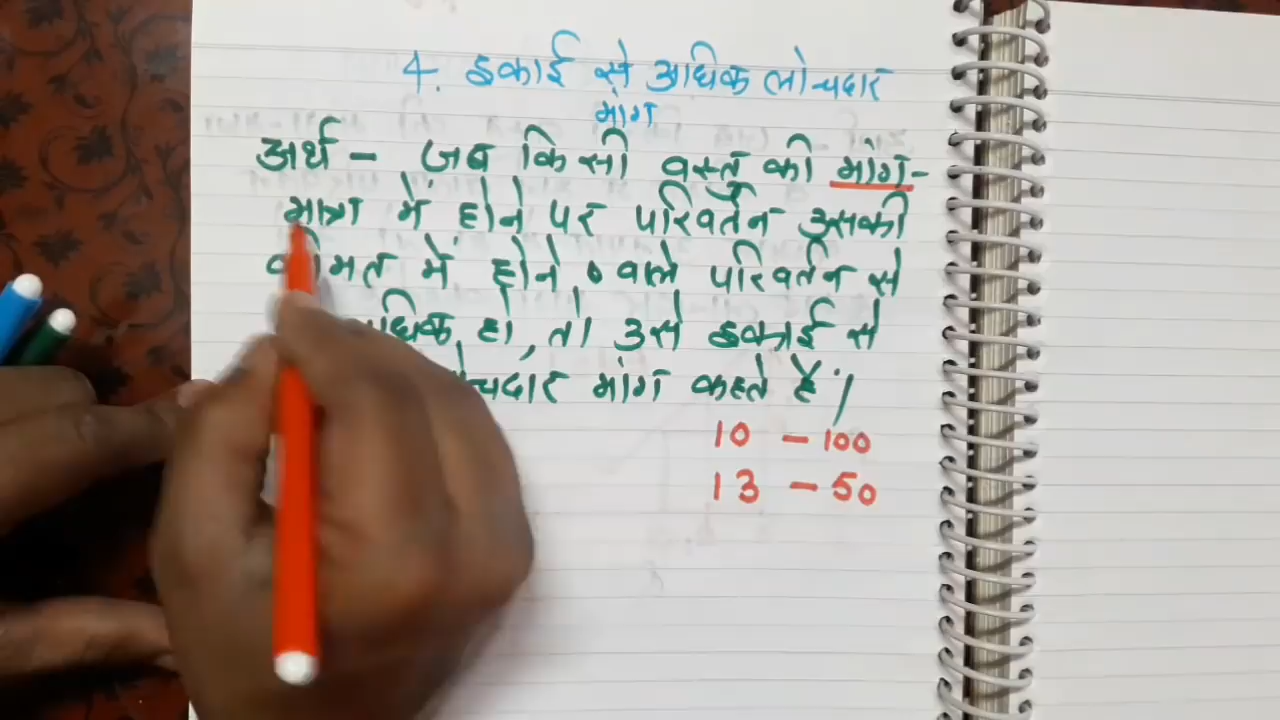 4. इकाई से अधिक लोचदार
मांग
अर्थ - जब किसी वस्तु की मांग-
मात्रा में होने पर परिवर्तन उसकी
कीमत में होने वाले परिवर्तन से
अधिक हो, तो उसे इकाई से
लोचदार मांग कहते हैं।
10 - 100
13 - 50